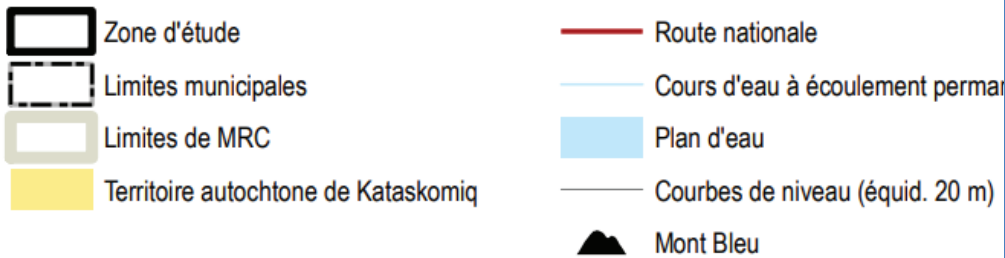 Zone d'étude
Limites municipales
Limites de MRC
Territoire autochtone de Kataskomiq
Route nationale
Cours d'eau à écoulement
Plan d'eau
Courbes de niveau (équid. 20 m)
Mont Bleu